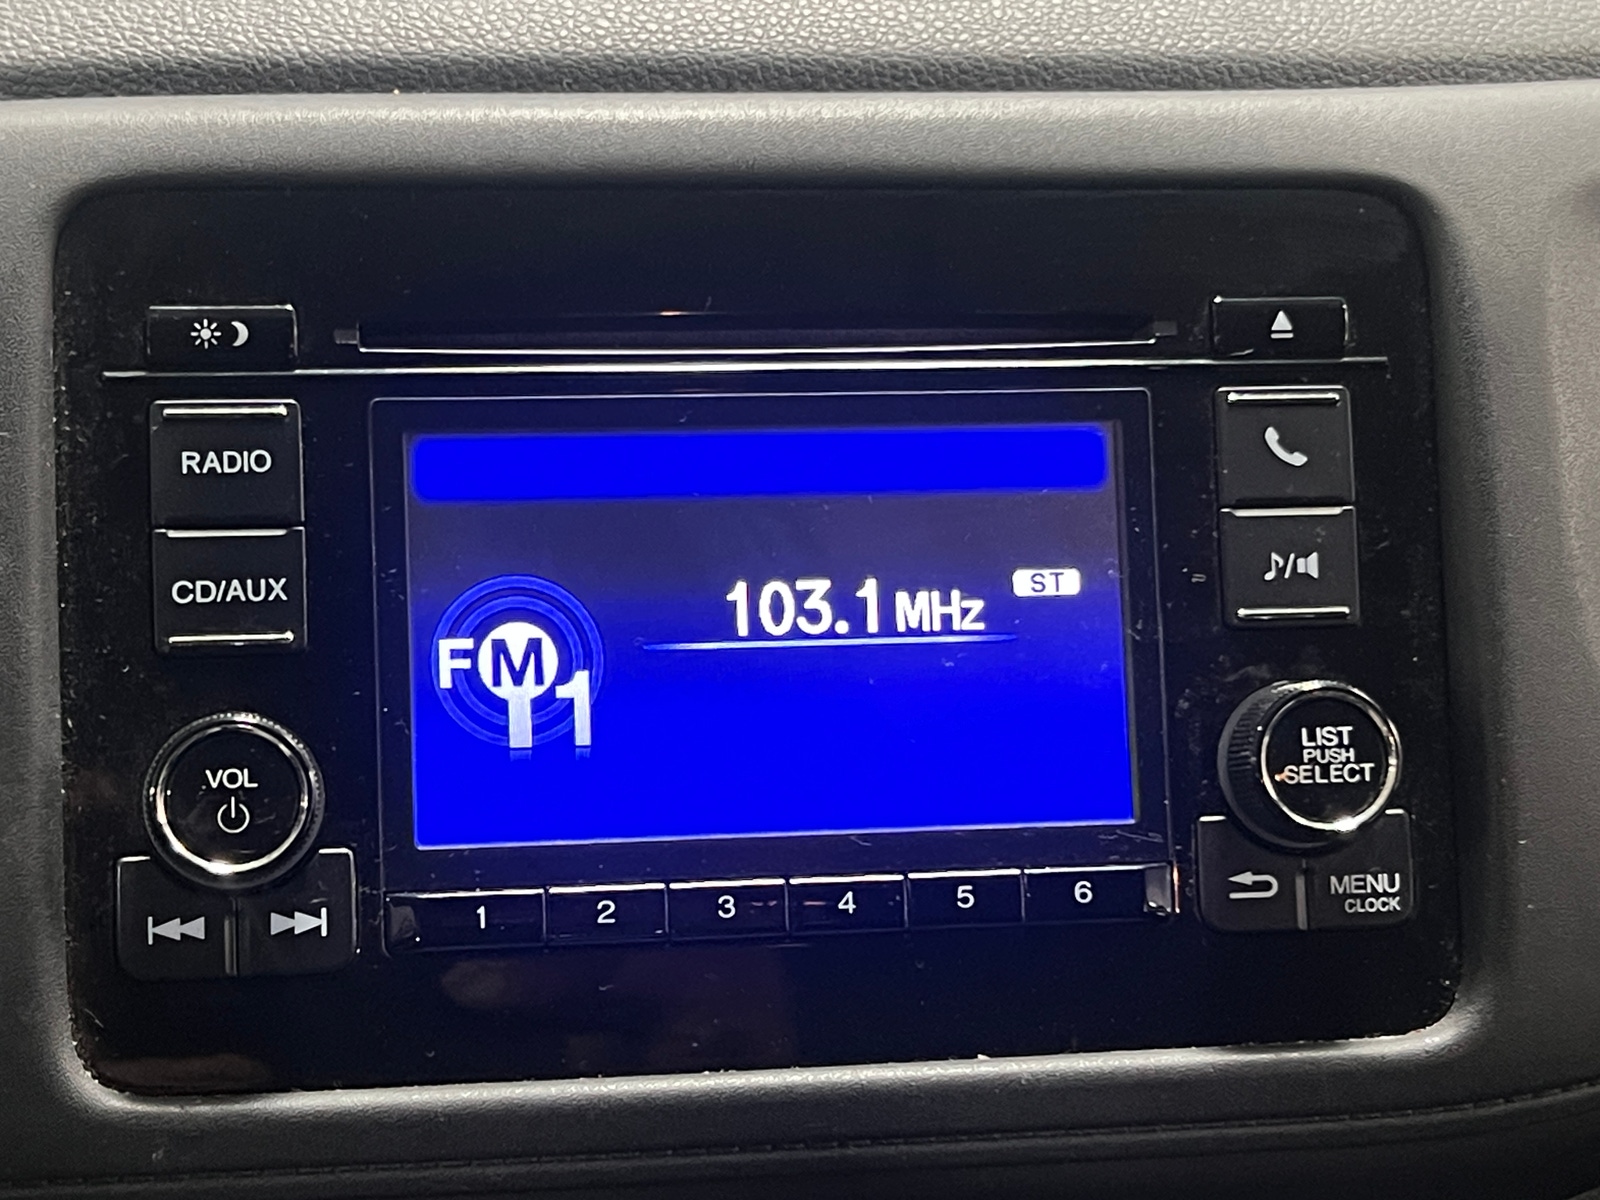 RADIO
CD/AUX
103.1 MHz
ST
FM
1
♪/
VOL
LIST
PUSH
SELECT
1 2 3 4 5 6
MENU
CLOCK